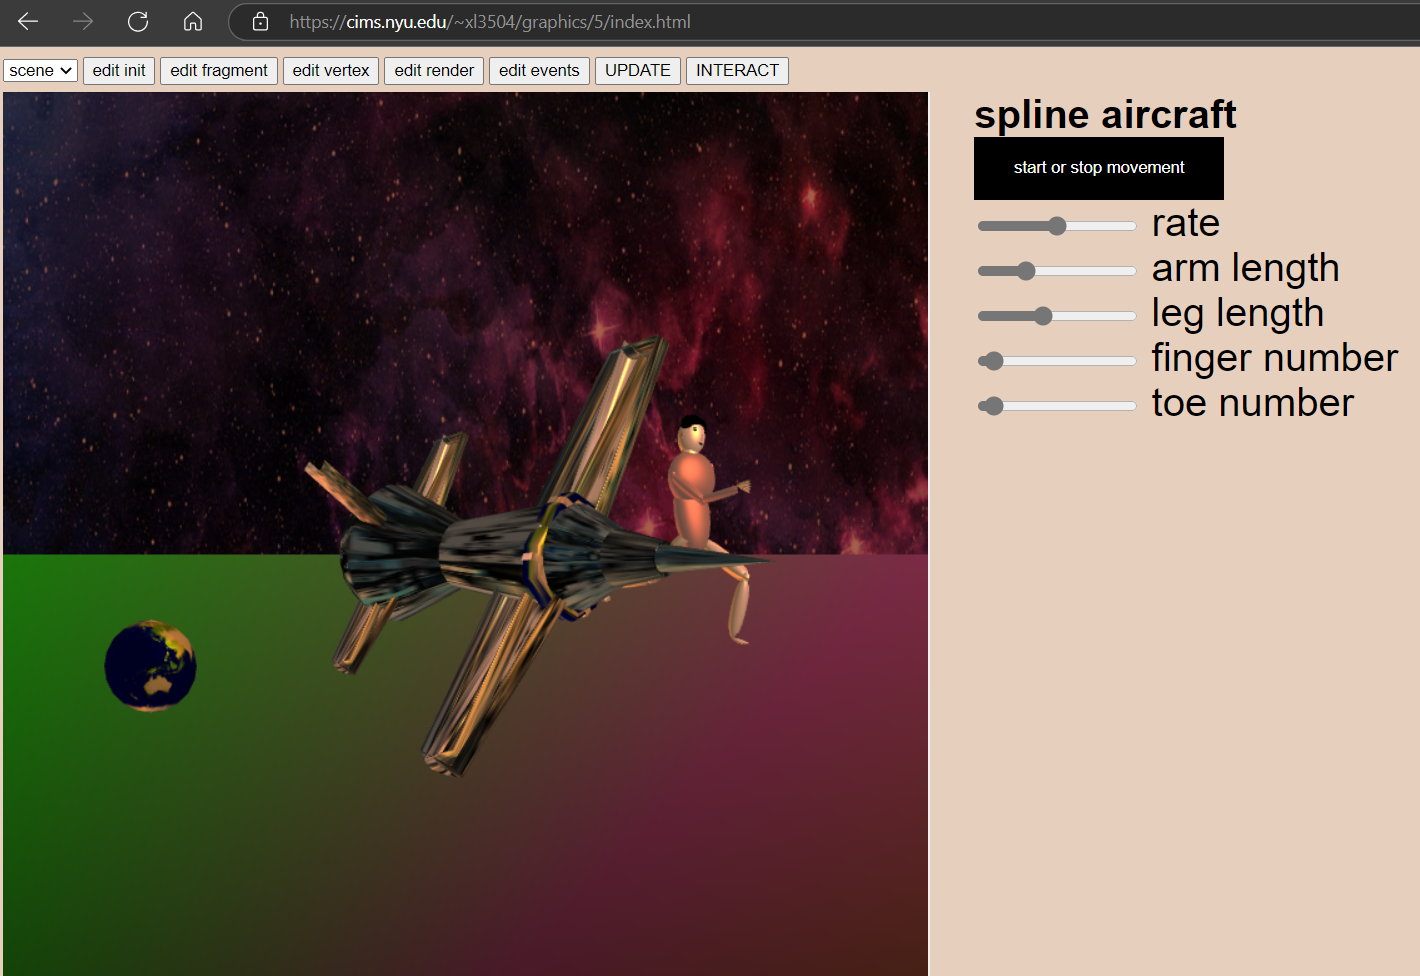 https://cims.nyu.edu/~xl3504/graphics/5/index.html
scene edit init edit fragment edit vertex edit render edit events UPDATE INTERACT
spline aircraft
start or stop movement
rate
arm length
leg length
finger number
toe number